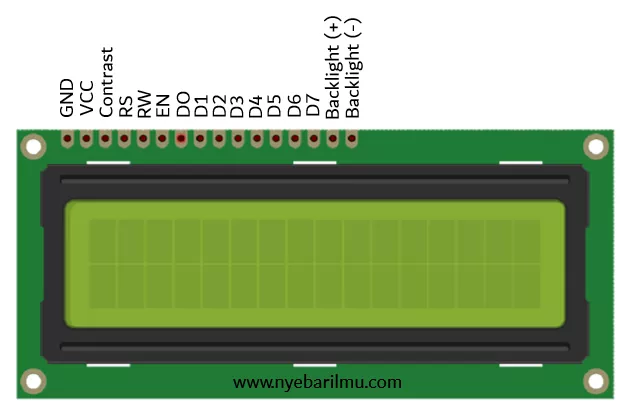 GND
VCC
Contrast
RS
RW
EN
DO
D1
D2
D3
D4
D5
D6
D7
Backlight (+)
Backlight (-)
www.nyebarilmu.com